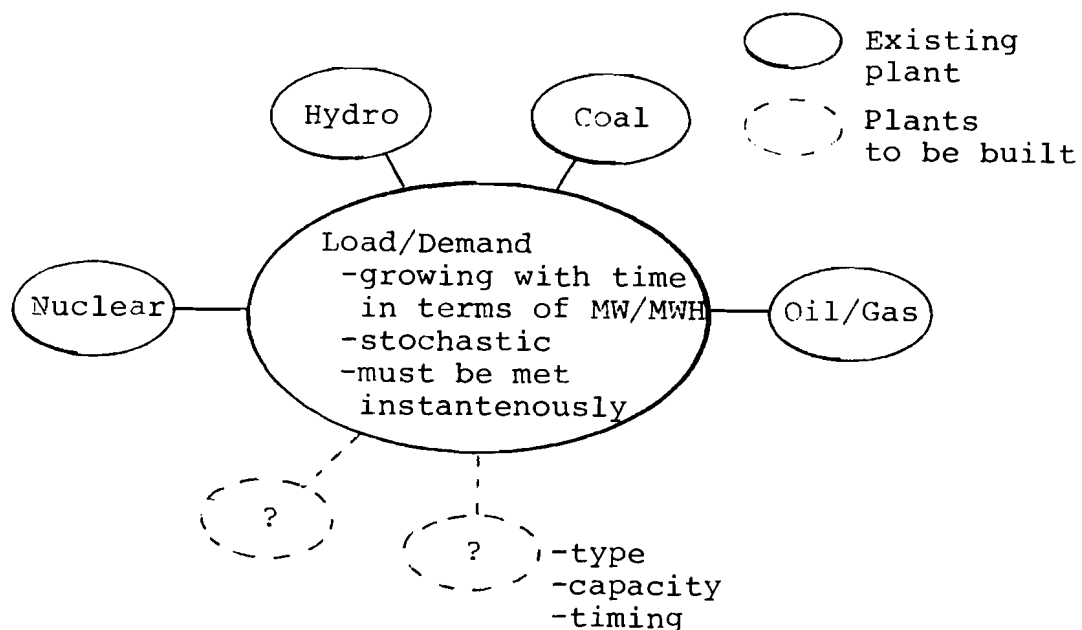 Existing
plant
Plants
to be built
Hydro
Coal
Load/Demand
-growing with time
in terms of MW/MWH
-stochastic
-must be met
instantenously
Nuclear
Oil/Gas
?
?
-type
-capacity
-timing